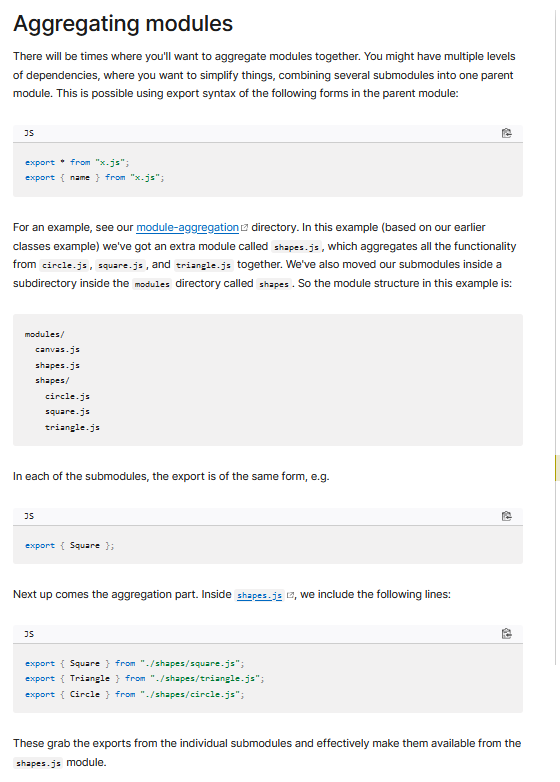 Aggregating modules
There will be times where you'll want to aggregate modules together. You might have multiple levels
of dependencies, where you want to simplify things, combining several submodules into one parent
module. This is possible using export syntax of the following forms in the parent module:
JS
export * from "x.js";
export { name } from "x.js";
For an example, see our module-aggregation directory. In this example (based on our earlier
classes example) we've got an extra module called shapes.js, which aggregates all the functionality
from circle.js, square.js, and triangle.js together. We've also moved our submodules inside a
subdirectory inside the modules directory called shapes. So the module structure in this example is:
modules/
  canvas.js
  shapes.js
  shapes/
    circle.js
    square.js
    triangle.js
In each of the submodules, the export is of the same form, e.g.
JS
export { Square };
Next up comes the aggregation part. Inside shapes.js, we include the following lines:
JS
export { Square } from "./shapes/square.js";
export { Triangle } from "./shapes/triangle.js";
export { Circle } from "./shapes/circle.js";
These grab the exports from the individual submodules and effectively make them available from the
shapes.js module.